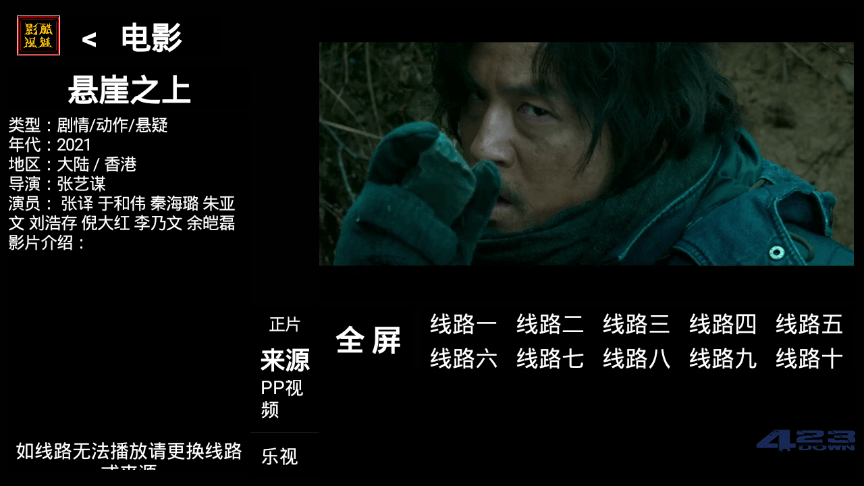 影酷
视魅
< 电影
悬崖之上
类型：剧情/动作/悬疑
年代：2021
地区：大陆 / 香港
导演：张艺谋
演员： 张译 于和伟 秦海璐 朱亚
文 刘浩存 倪大红 李乃文 余皑磊
影片介绍：
如线路无法播放请更换线路
或来源
正片
来源
PP视
频
乐视
全 屏
线路一 线路二 线路三 线路四 线路五
线路六 线路七 线路八 线路九 线路十
423
DOWN